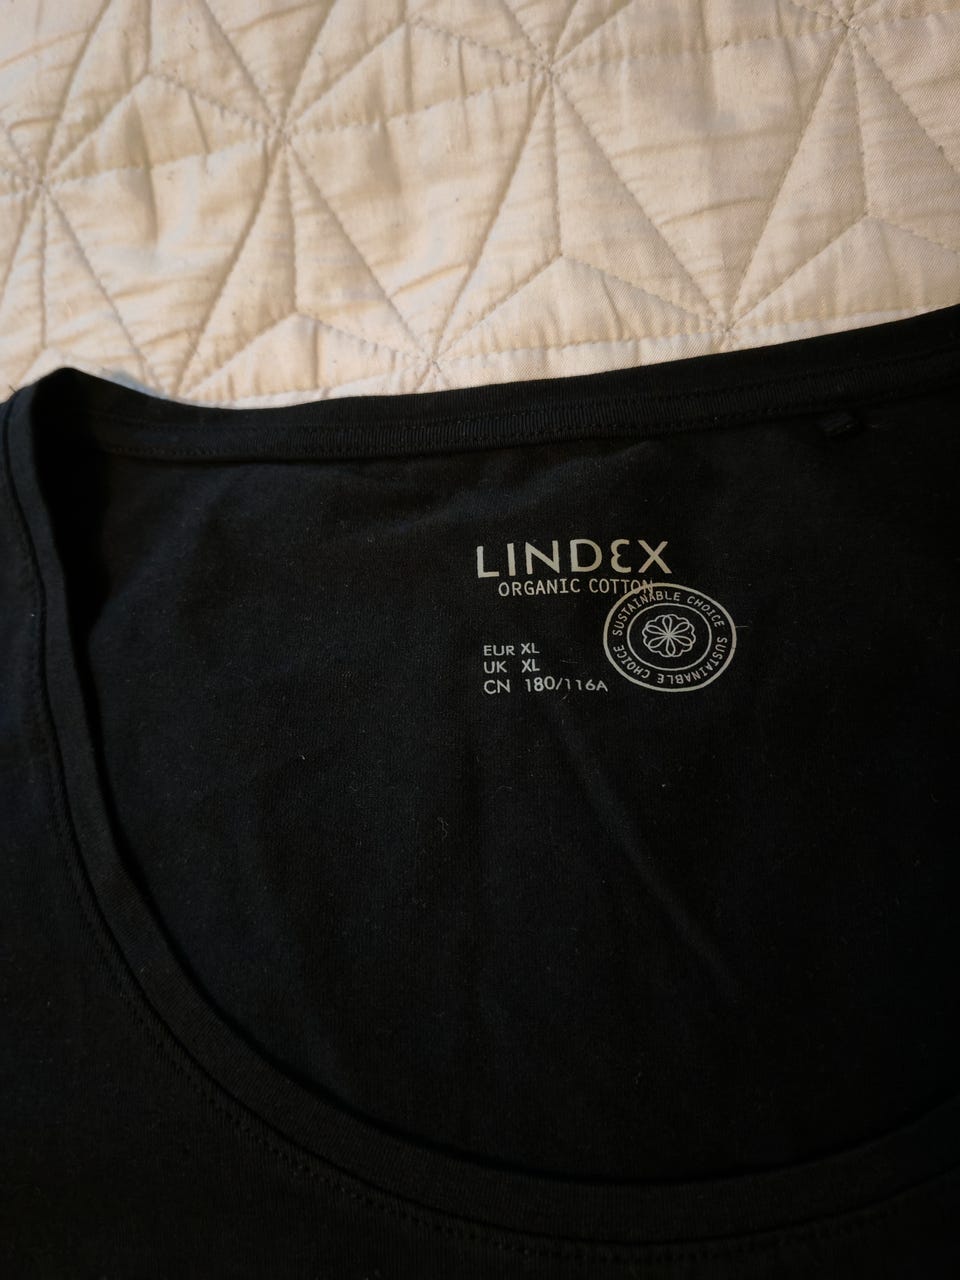 LINDEX
ORGANIC COTTON
SUSTAINABLE CHOICE SUSTAINABLE CHOICE
EUR XL
UK XL
CN 180/116A